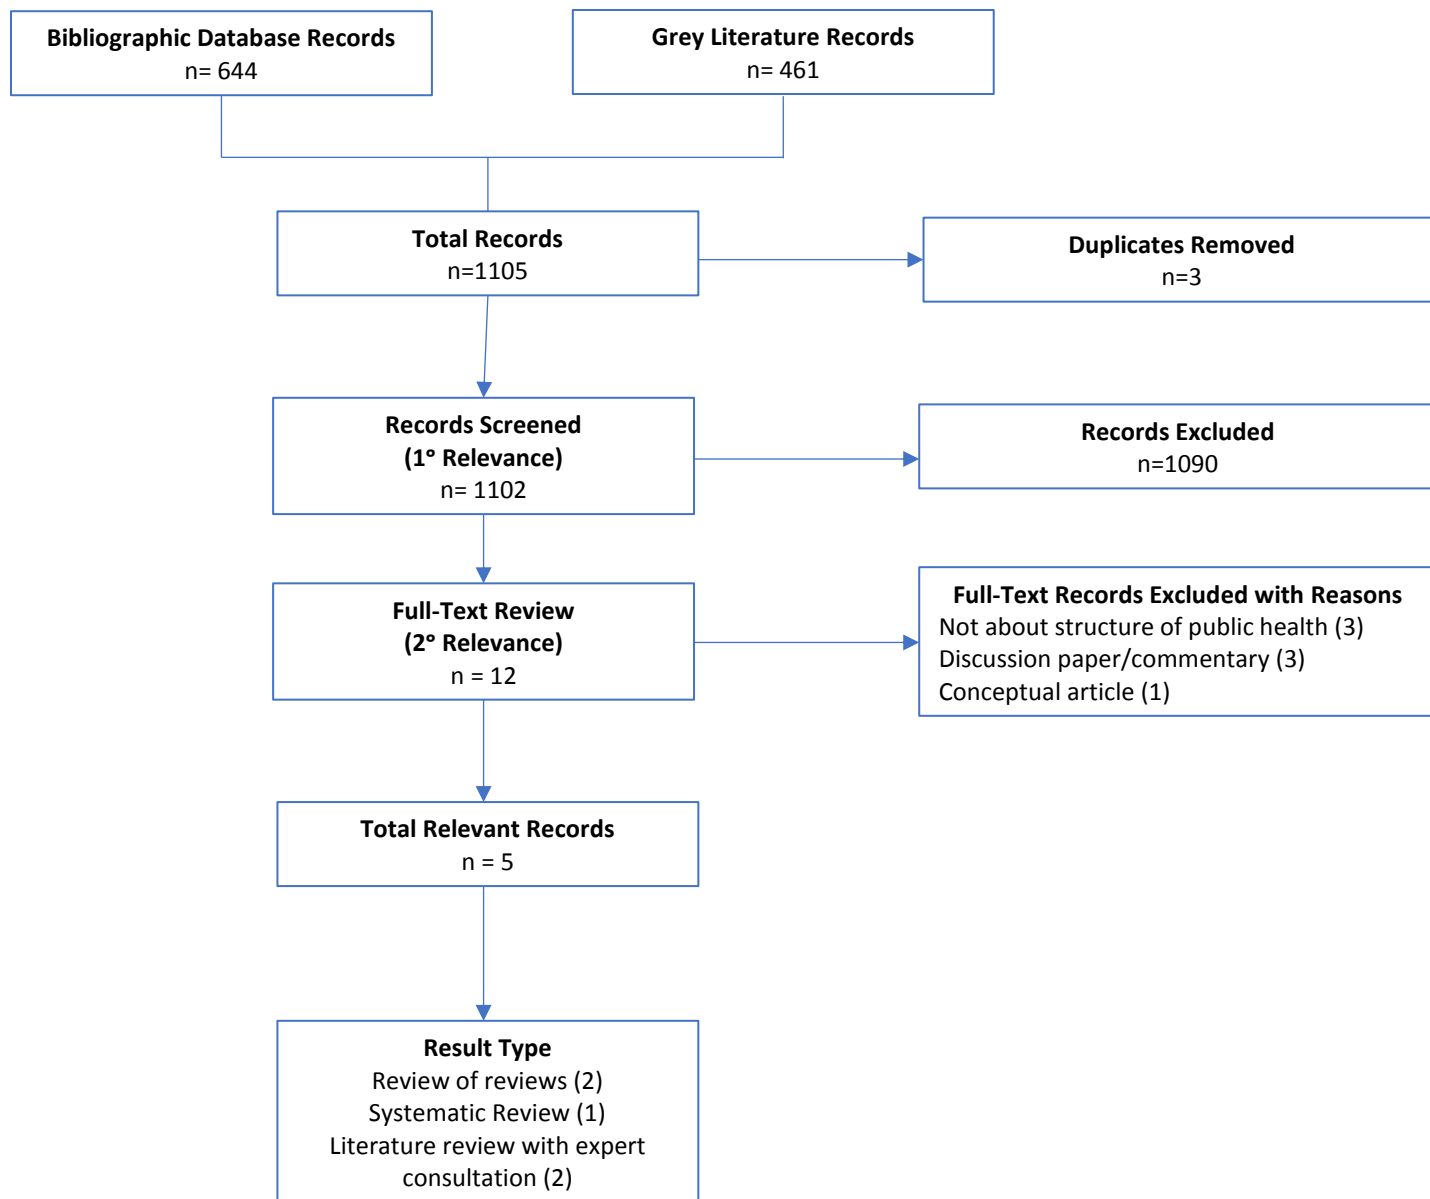 Bibliographic Database Records
n= 644
Grey Literature Records
n= 461
Total Records
n=1105
Duplicates Removed
n=3
Records Screened
(1° Relevance)
n= 1102
Records Excluded
n=1090
Full-Text Review
(2° Relevance)
n = 12
Full-Text Records Excluded with Reasons
Not about structure of public health (3)
Discussion paper/commentary (3)
Conceptual article (1)
Total Relevant Records
n = 5
Result Type
Review of reviews (2)
Systematic Review (1)
Literature review with expert
consultation (2)